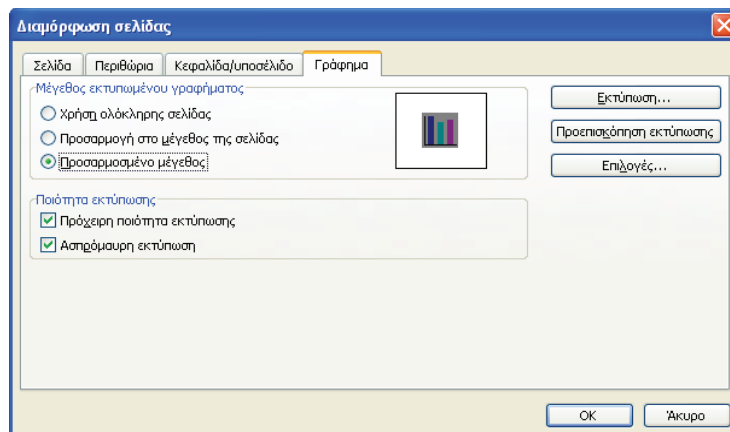 Διαμόρφωση σελίδας
Σελίδα Περιθώρια Κεφαλίδα/υποσέλιδο Γράφημα
Μέγεθος εκτυπωμένου γραφήματος
Χρήση ολόκληρης σελίδας
Προσαρμογή στο μέγεθος της σελίδας
Προσαρμοσμένο μέγεθος
Εκτύπωση...
Προεπισκόπηση εκτύπωσης
Επιλογές...
Ποιότητα εκτύπωσης
Πρόχειρη ποιότητα εκτύπωσης
Ασπρόμαυρη εκτύπωση
OK Άκυρο